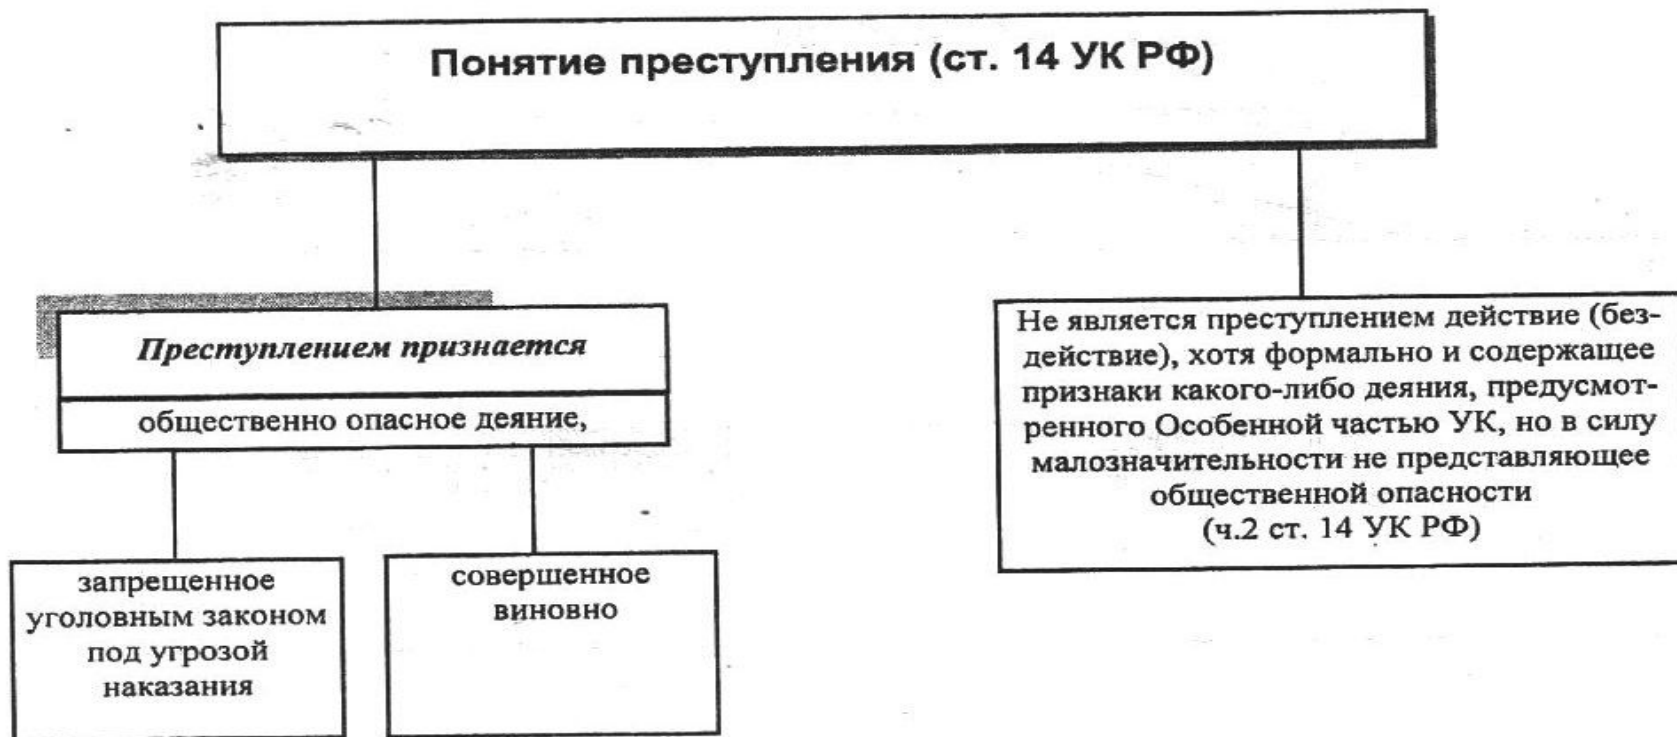 Понятие преступления (ст. 14 УК РФ)
Преступлением признается
общественно опасное деяние,
запрещенное
уголовным законом
под угрозой
наказания
совершенное
виновно
Не является преступлением действие (без-
действие), хотя формально и содержащее
признаки какого-либо деяния, предусмот-
ренного Особенной частью УК, но в силу
малозначительности не представляющее
общественной опасности
(ч.2 ст. 14 УК РФ)